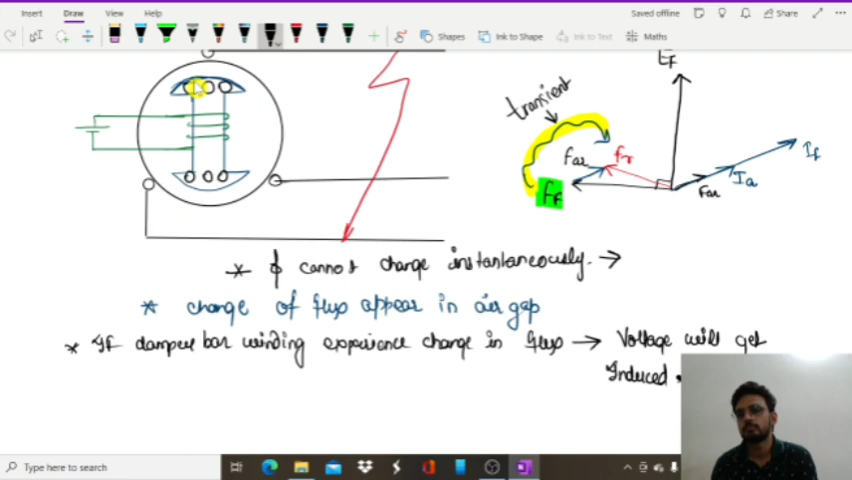 Insert Draw View Help
Saved offline
Share
Shapes
Ink to Shape
Ink to Text
Maths
EF
transient
Far
Fr
FF
Far
Ia
If
* ϕ cannot change instantaneously. →
* change of flux appear in air gap
* If damper bar winding experience change in flux → Voltage will get
Induced.
Type here to search